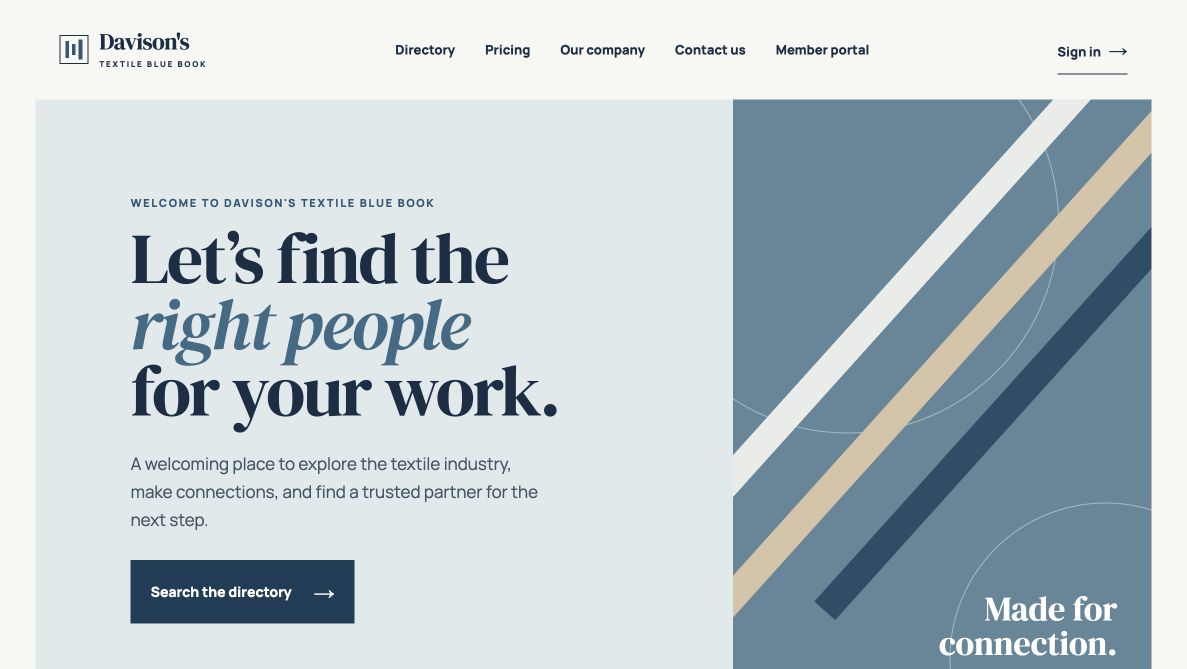 Davison's
TEXTILE BLUE BOOK
Directory
Pricing
Our company
Contact us
Member portal
Sign in →
WELCOME TO DAVISON'S TEXTILE BLUE BOOK
Let’s find the
right people
for your work.
A welcoming place to explore the textile industry,
make connections, and find a trusted partner for the
next step.
Search the directory →
Made for
connection.